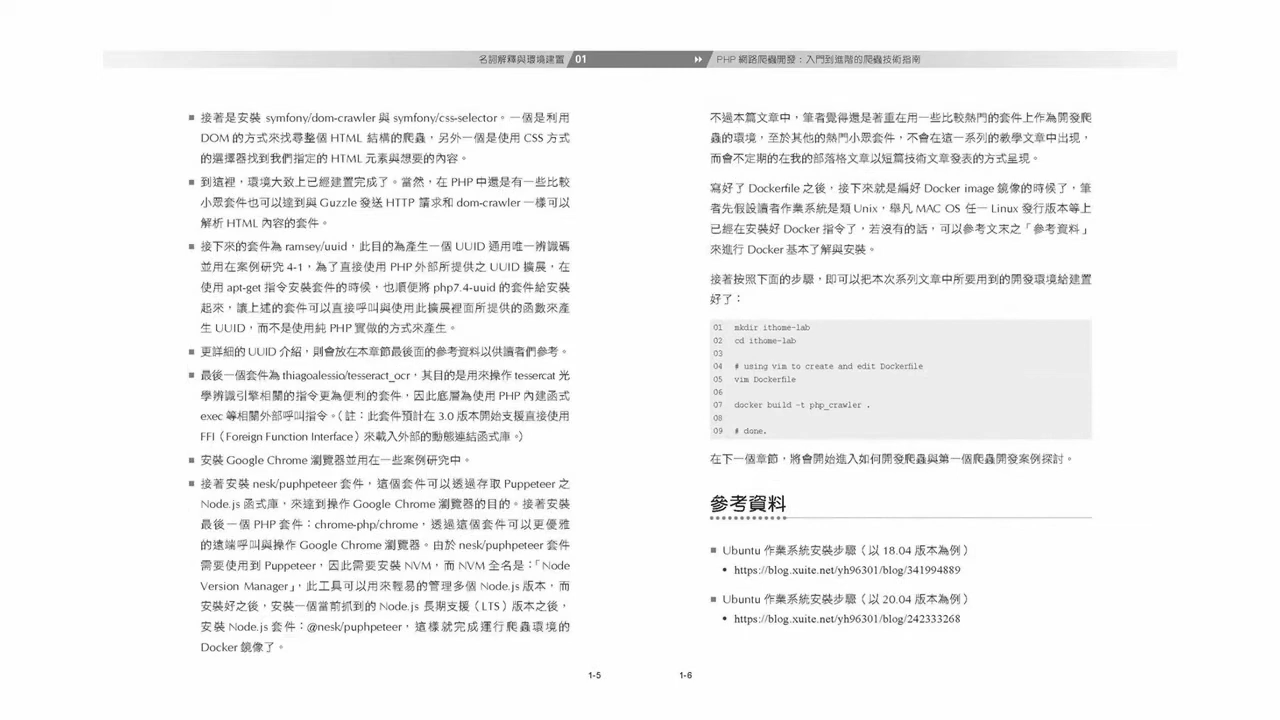 名詞解釋與環境建置 01
接著是安裝 symfony/dom-crawler 與 symfony/css-selector。一個是利用
DOM 的方式來找尋整個 HTML 結構的爬蟲，另外一個是使用 CSS 方式
的選擇器找到我們指定的 HTML 元素與想要的內容。
到這裡，環境大致上已經建置完成了。當然，在 PHP 中還是有一些比較
小眾套件也可以達到與 Guzzle 發送 HTTP 請求和 dom-crawler 一樣可以
解析 HTML 內容的套件。
接下來的套件為 ramsey/uuid，此目的為產生一個 UUID 通用唯一辨識碼
並用在案例研究 4-1，為了直接使用 PHP 外部所提供之 UUID 擴展，在
使用 apt-get 指令安裝套件的時候，也順便將 php7.4-uuid 的套件給安裝
起來，讓上述的套件可以直接呼叫與使用此擴展裡面所提供的函數來產
生 UUID，而不是使用純 PHP 實做的方式來產生。
更詳細的 UUID 介紹，則會放在本章節最後面的參考資料以供讀者們參考。
最後一個套件為 thiagoalessio/tesseract_ocr，其目的是用來操作 tessercat 光
學辨識引擎相關的指令更為便利的套件，因此底層為使用 PHP 內建函式
exec 等相關外部呼叫指令。（註：此套件預計在 3.0 版本開始支援直接使用
FFI（Foreign Function Interface）來載入外部的動態連結函式庫。）
安裝 Google Chrome 瀏覽器並用在一些案例研究中。
接著安裝 nesk/puphpeteer 套件，這個套件可以透過存取 Puppeteer 之
Node.js 函式庫，來達到操作 Google Chrome 瀏覽器的目的。接著安裝
最後一個 PHP 套件：chrome-php/chrome，透過這個套件可以更優雅
的遠端呼叫與操作 Google Chrome 瀏覽器。由於 nesk/puphpeteer 套件
需要使用到 Puppeteer，因此需要安裝 NVM，而 NVM 全名是：「Node
Version Manager」，此工具可以用來輕易的管理多個 Node.js 版本，而
安裝好之後，安裝一個當前抓到的 Node.js 長期支援（LTS）版本之後，
安裝 Node.js 套件：@nesk/puphpeteer，這樣就完成運行爬蟲環境的
Docker 鏡像了。
1-5
PHP 網路爬蟲開發：入門到進階的爬蟲技術指南
不過本篇文章中，筆者覺得還是著重在用一些比較熱門的套件上作為開發爬
蟲的環境，至於其他的熱門小眾套件，不會在這一系列的教學文章中出現，
而會不定期的在我的部落格文章以短篇技術文章發表的方式呈現。
寫好了 Dockerfile 之後，接下來就是編好 Docker image 鏡像的時候了，筆
者先假設讀者作業系統是類 Unix，舉凡 MAC OS 任一 Linux 發行版本等上
已經在安裝好 Docker 指令了，若沒有的話，可以參考文末之「參考資料」
來進行 Docker 基本了解與安裝。
接著按照下面的步驟，即可以把本次系列文章中所要用到的開發環境給建置
好了：
01 mkdir ithome-lab
02 cd ithome-lab
03
04 # using vim to create and edit Dockerfile
05 vim Dockerfile
06
07 docker build -t php_crawler .
08
09 # done.
在下一個章節，將會開始進入如何開發爬蟲與第一個爬蟲開發案例探討。
參考資料
Ubuntu 作業系統安裝步驟（以 18.04 版本為例）
https://blog.xuite.net/yh96301/blog/341994889
Ubuntu 作業系統安裝步驟（以 20.04 版本為例）
https://blog.xuite.net/yh96301/blog/242333268
1-6